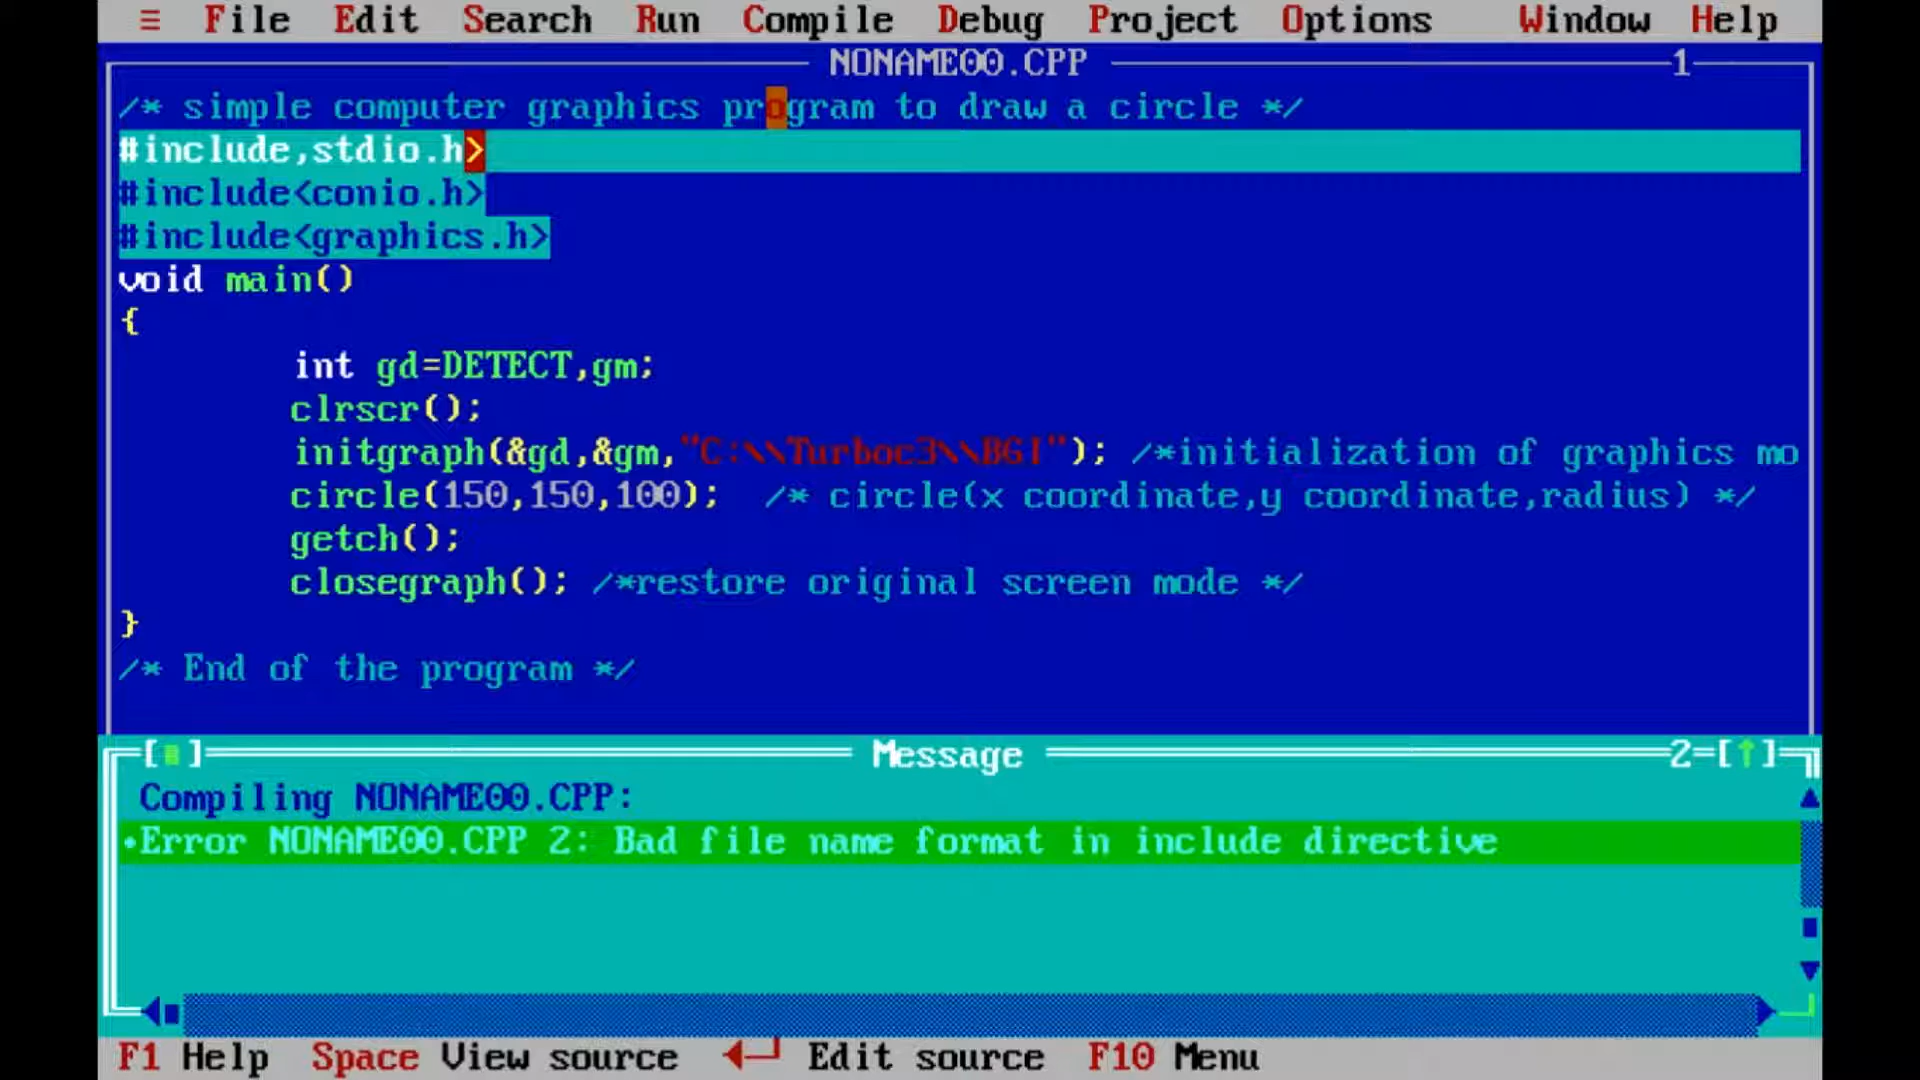 ≡ File Edit Search Run Compile Debug Project Options Window Help
NONAME00.CPP 1
/* simple computer graphics program to draw a circle */
#include,stdio.h>
#include<conio.h>
#include<graphics.h>
void main()
{
int gd=DETECT,gm;
clrscr();
initgraph(&gd,&gm,"C:\\Turboc3\\BGI"); /*initialization of graphics mo
circle(150,150,100); /* circle(x coordinate,y coordinate,radius) */
getch();
closegraph(); /*restore original screen mode */
}
/* End of the program */
[■] Message 2=[↑]
Compiling NONAME00.CPP:
•Error NONAME00.CPP 2: Bad file name format in include directive
F1 Help Space View source ◄─┘ Edit source F10 Menu